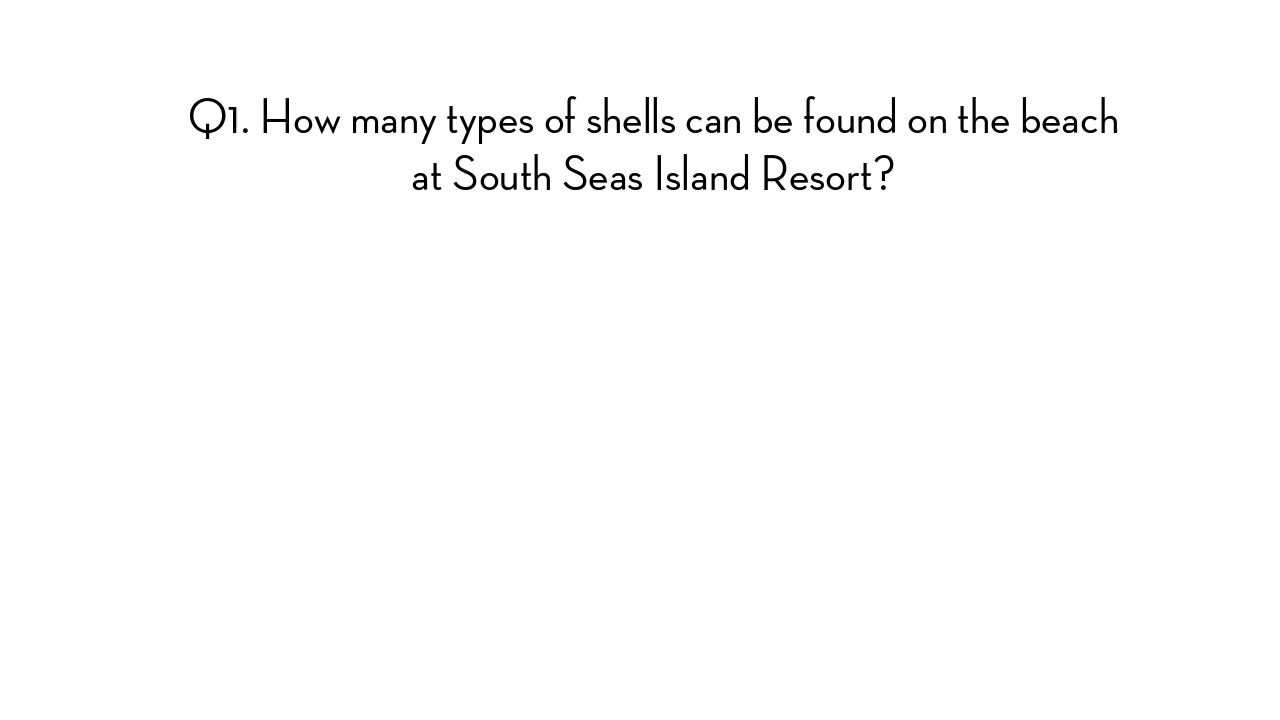 Q1. How many types of shells can be found on the beach
at South Seas Island Resort?